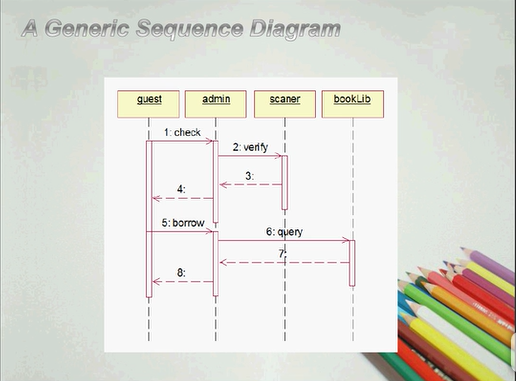 A Generic Sequence Diagram
guest admin scaner bookLib
1: check
2: verify
3:
4:
5: borrow
6: query
7:
8: